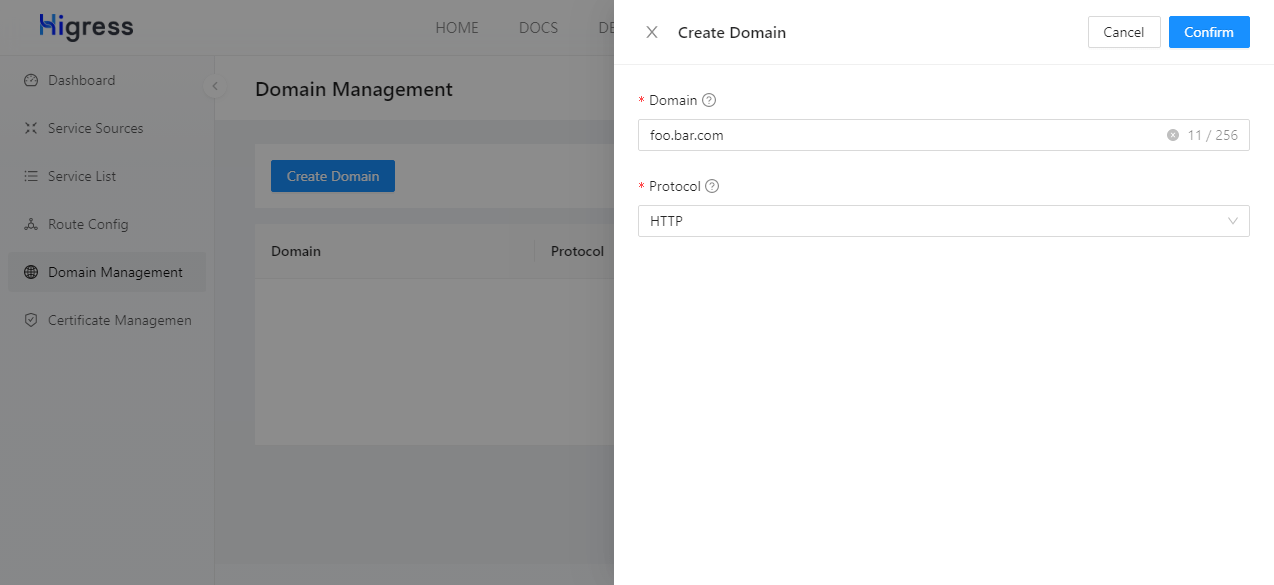 Higress
HOME DOCS DE
Create Domain
Cancel
Confirm
Dashboard
Service Sources
Service List
Route Config
Domain Management
Certificate Managemen
Domain Management
Create Domain
Domain Protocol
* Domain
foo.bar.com 11 / 256
* Protocol
HTTP